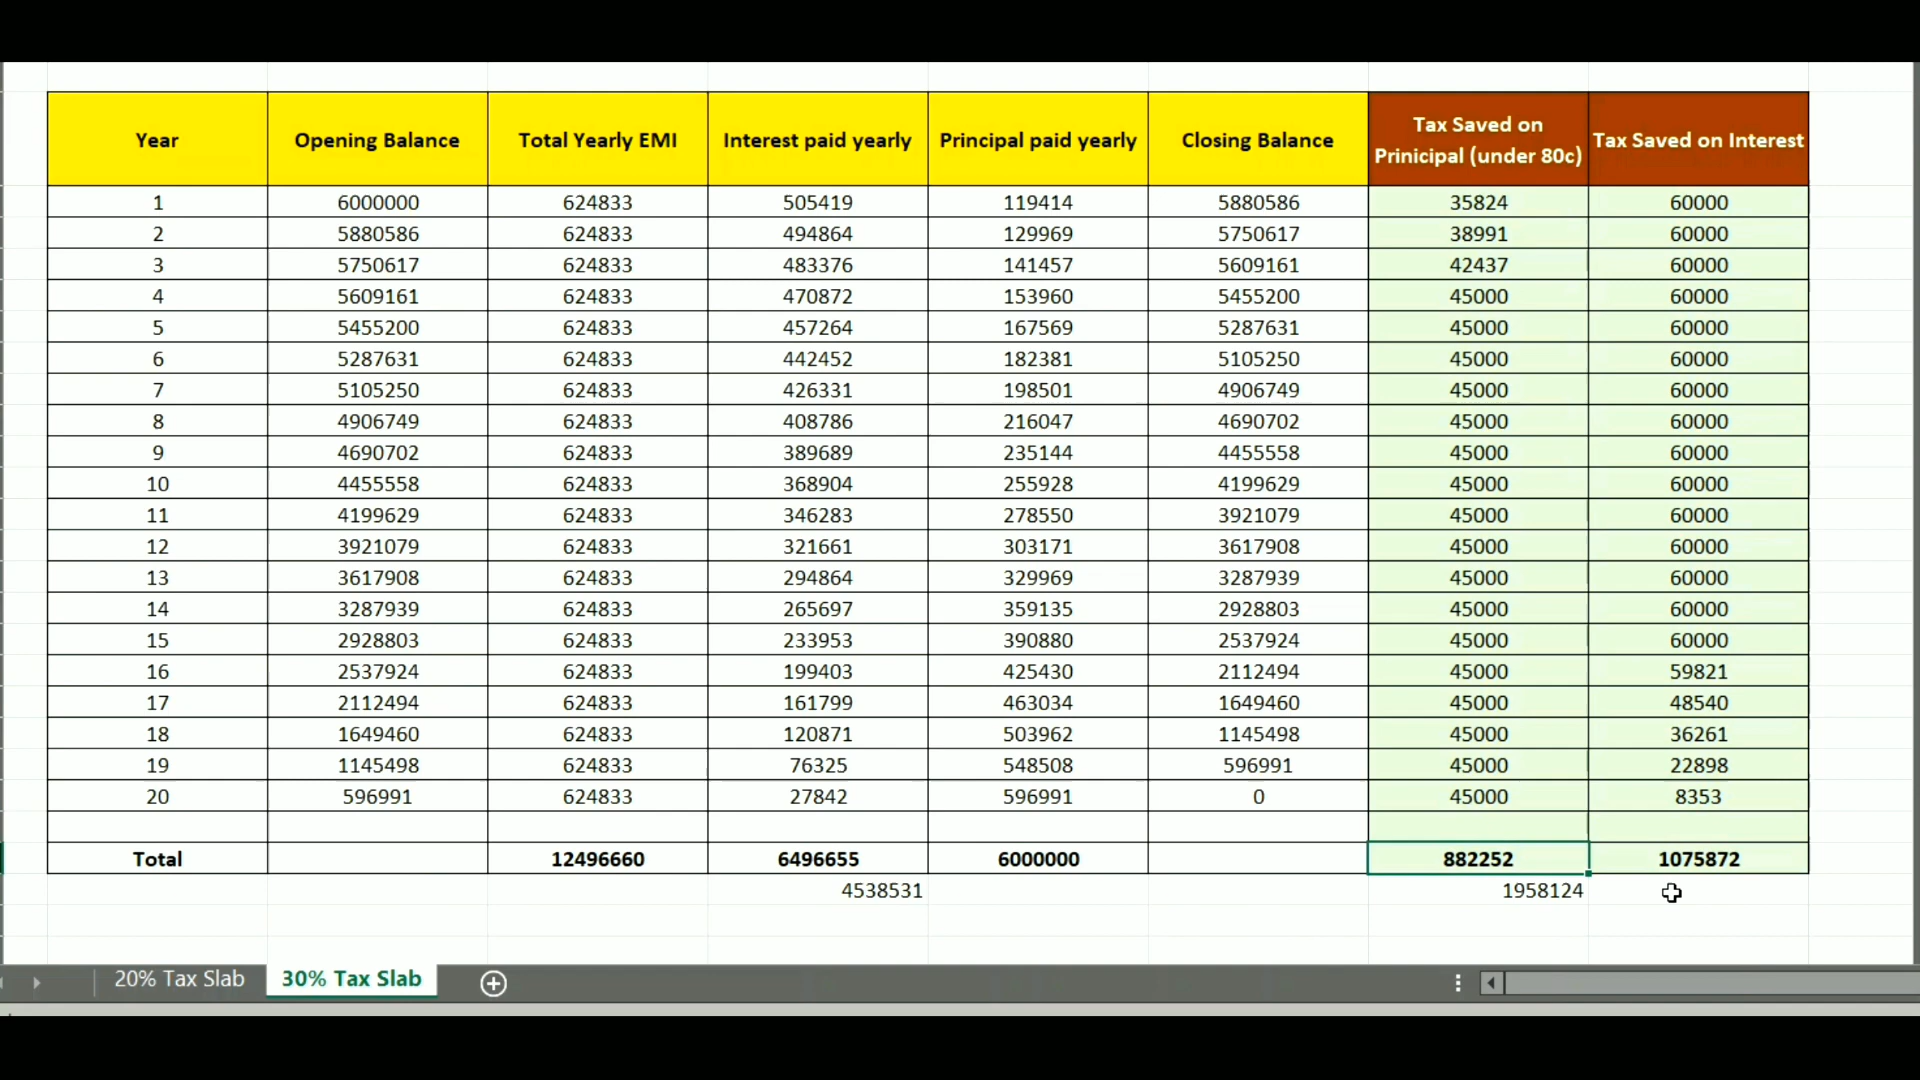 Year Opening Balance Total Yearly EMI Interest paid yearly Principal paid yearly Closing Balance Tax Saved on Prinicipal (under 80c) Tax Saved on Interest
1 6000000 624833 505419 119414 5880586 35824 60000
2 5880586 624833 494864 129969 5750617 38991 60000
3 5750617 624833 483376 141457 5609161 42437 60000
4 5609161 624833 470872 153960 5455200 45000 60000
5 5455200 624833 457264 167569 5287631 45000 60000
6 5287631 624833 442452 182381 5105250 45000 60000
7 5105250 624833 426331 198501 4906749 45000 60000
8 4906749 624833 408786 216047 4690702 45000 60000
9 4690702 624833 389689 235144 4455558 45000 60000
10 4455558 624833 368904 255928 4199629 45000 60000
11 4199629 624833 346283 278550 3921079 45000 60000
12 3921079 624833 321661 303171 3617908 45000 60000
13 3617908 624833 294864 329969 3287939 45000 60000
14 3287939 624833 265697 359135 2928803 45000 60000
15 2928803 624833 233953 390880 2537924 45000 60000
16 2537924 624833 199403 425430 2112494 45000 59821
17 2112494 624833 161799 463034 1649460 45000 48540
18 1649460 624833 120871 503962 1145498 45000 36261
19 1145498 624833 76325 548508 596991 45000 22898
20 596991 624833 27842 596991 0 45000 8353
Total 12496660 6496655 6000000 882252 1075872
4538531 1958124
20% Tax Slab 30% Tax Slab